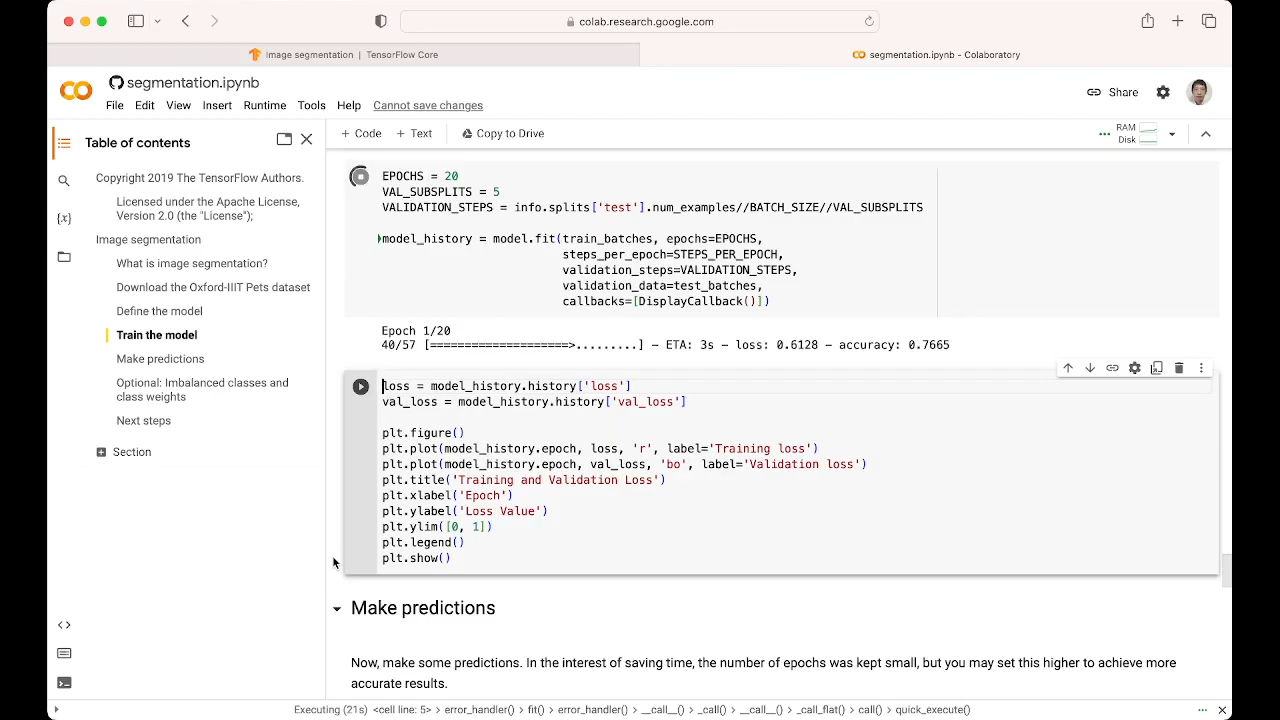 colab.research.google.com
Image segmentation | TensorFlow Core
segmentation.ipynb - Colaboratory
segmentation.ipynb
File Edit View Insert Runtime Tools Help Cannot save changes
Share
+ Code + Text Copy to Drive
RAM
Disk
Table of contents
Copyright 2019 The TensorFlow Authors.
Licensed under the Apache License,
Version 2.0 (the "License");
Image segmentation
What is image segmentation?
Download the Oxford-IIIT Pets dataset
Define the model
Train the model
Make predictions
Optional: Imbalanced classes and
class weights
Next steps
Section
{x}
EPOCHS = 20
VAL_SUBSPLITS = 5
VALIDATION_STEPS = info.splits['test'].num_examples//BATCH_SIZE//VAL_SUBSPLITS
model_history = model.fit(train_batches, epochs=EPOCHS,
steps_per_epoch=STEPS_PER_EPOCH,
validation_steps=VALIDATION_STEPS,
validation_data=test_batches,
callbacks=[DisplayCallback()])
Epoch 1/20
40/57 [====================>.........] - ETA: 3s - loss: 0.6128 - accuracy: 0.7665
loss = model_history.history['loss']
val_loss = model_history.history['val_loss']
plt.figure()
plt.plot(model_history.epoch, loss, 'r', label='Training loss')
plt.plot(model_history.epoch, val_loss, 'bo', label='Validation loss')
plt.title('Training and Validation Loss')
plt.xlabel('Epoch')
plt.ylabel('Loss Value')
plt.ylim([0, 1])
plt.legend()
plt.show()
Make predictions
Now, make some predictions. In the interest of saving time, the number of epochs was kept small, but you may set this higher to achieve more
accurate results.
Executing (21s) <cell line: 5> > error_handler() > fit() > error_handler() > __call__() > _call() > __call__() > _call_flat() > call() > quick_execute()